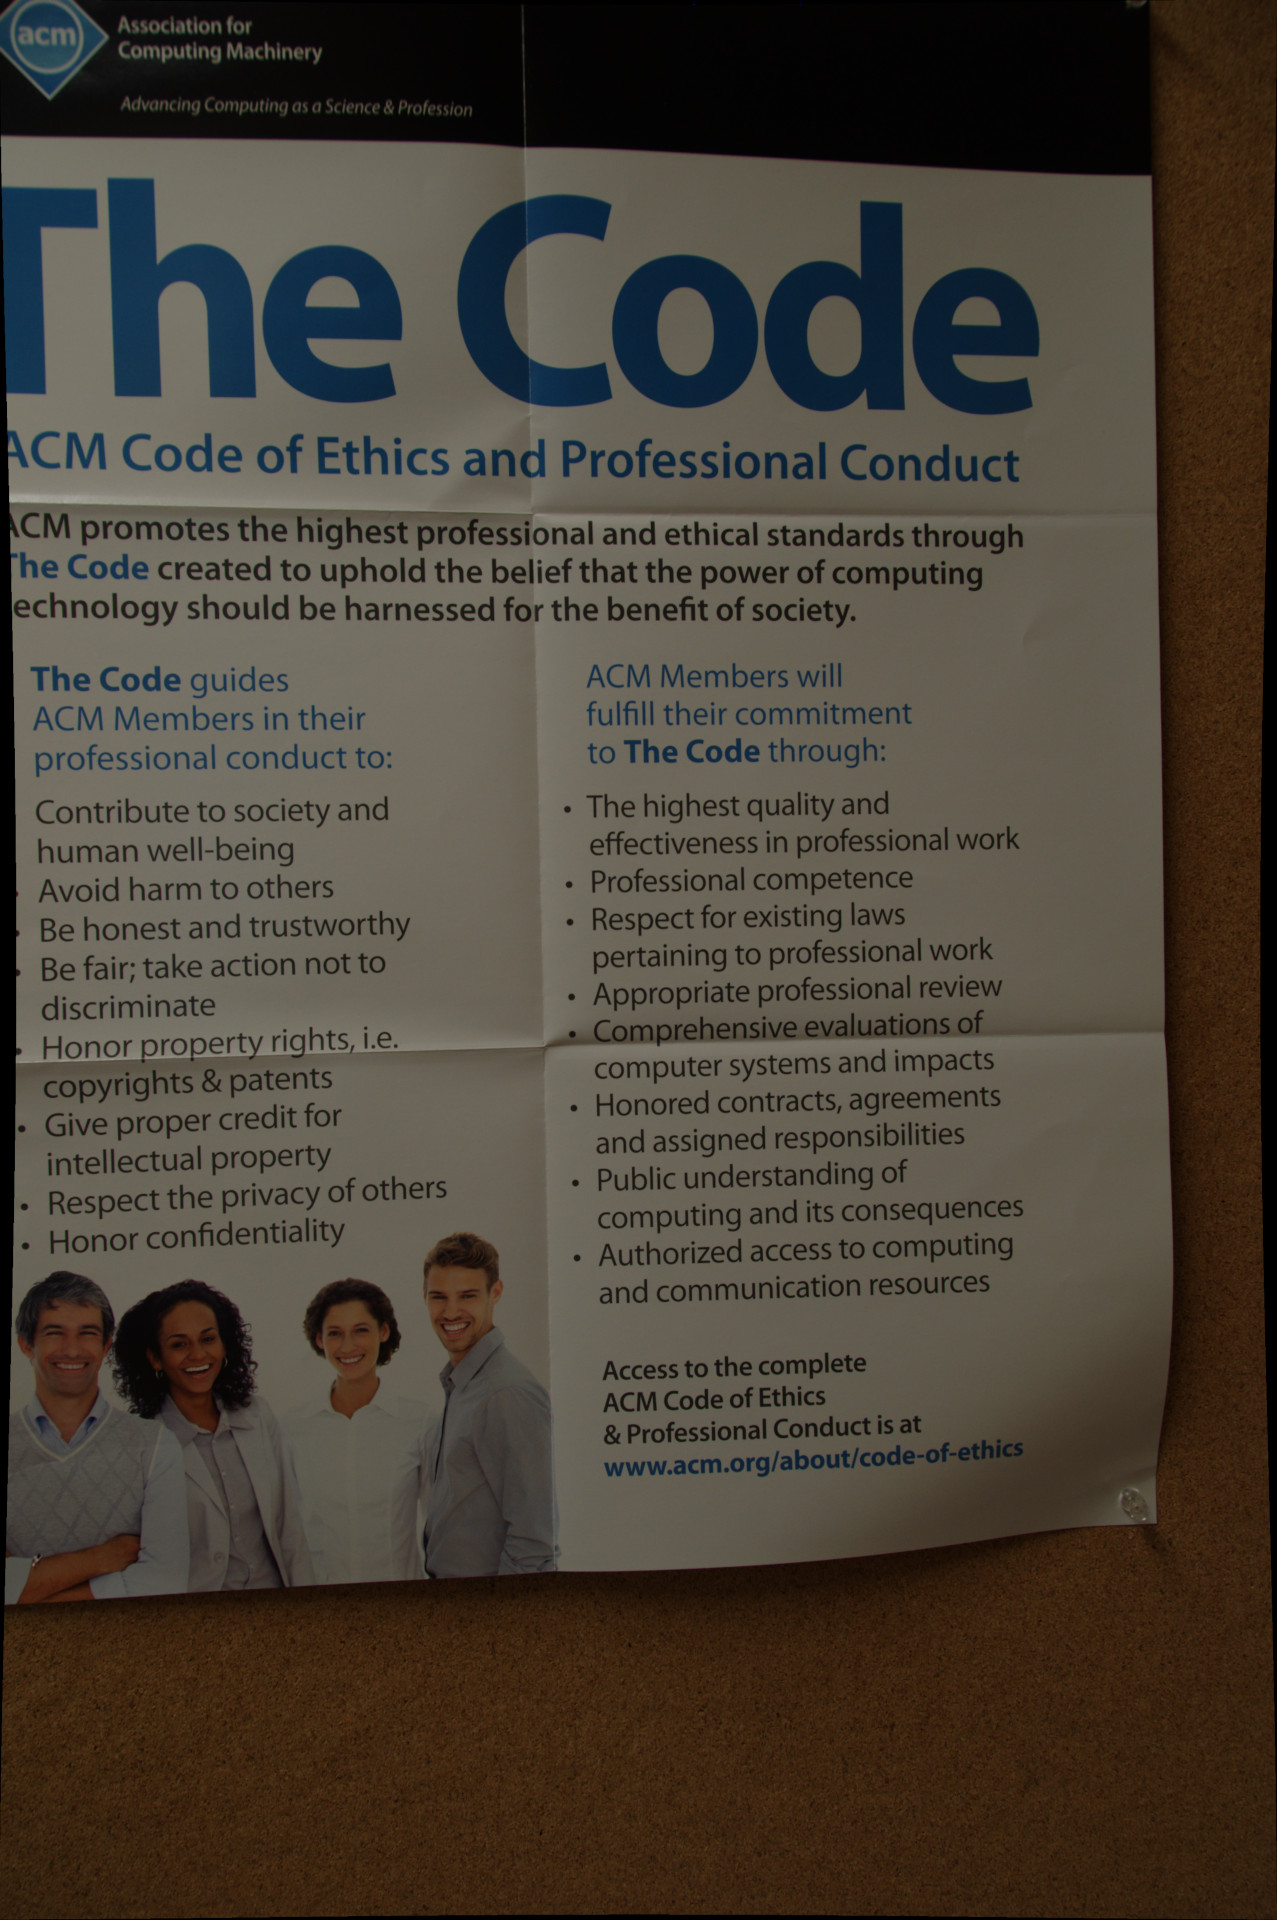 acm
Association for
Computing Machinery
Advancing Computing as a Science & Profession
The Code
ACM Code of Ethics and Professional Conduct
ACM promotes the highest professional and ethical standards through
The Code created to uphold the belief that the power of computing
echnology should be harnessed for the benefit of society.
The Code guides
ACM Members in their
professional conduct to:
Contribute to society and
human well-being
• Avoid harm to others
• Be honest and trustworthy
• Be fair; take action not to
discriminate
• Honor property rights, i.e.
copyrights & patents
• Give proper credit for
intellectual property
• Respect the privacy of others
• Honor confidentiality
ACM Members will
fulfill their commitment
to The Code through:
• The highest quality and
effectiveness in professional work
• Professional competence
• Respect for existing laws
pertaining to professional work
• Appropriate professional review
• Comprehensive evaluations of
computer systems and impacts
• Honored contracts, agreements
and assigned responsibilities
• Public understanding of
computing and its consequences
• Authorized access to computing
and communication resources
Access to the complete
ACM Code of Ethics
& Professional Conduct is at
www.acm.org/about/code-of-ethics